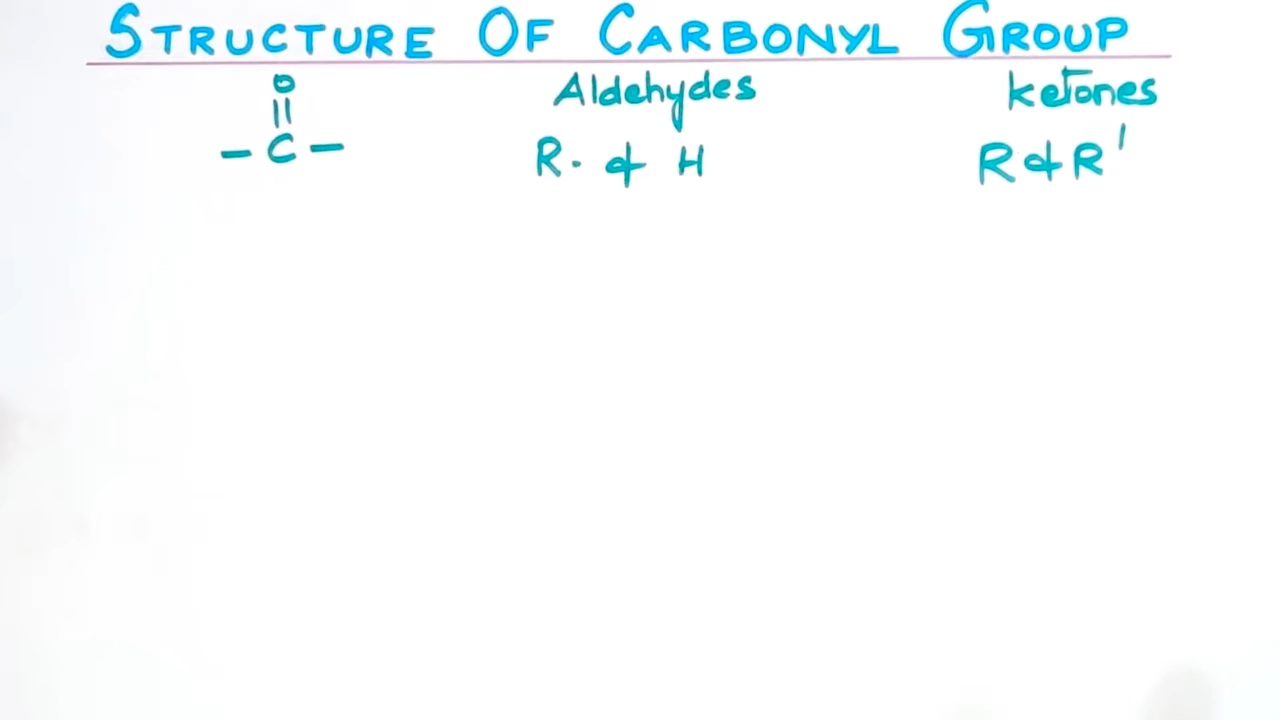 STRUCTURE OF CARBONYL GROUP
O Aldehydes ketones
||
- C - R. & H R & R'